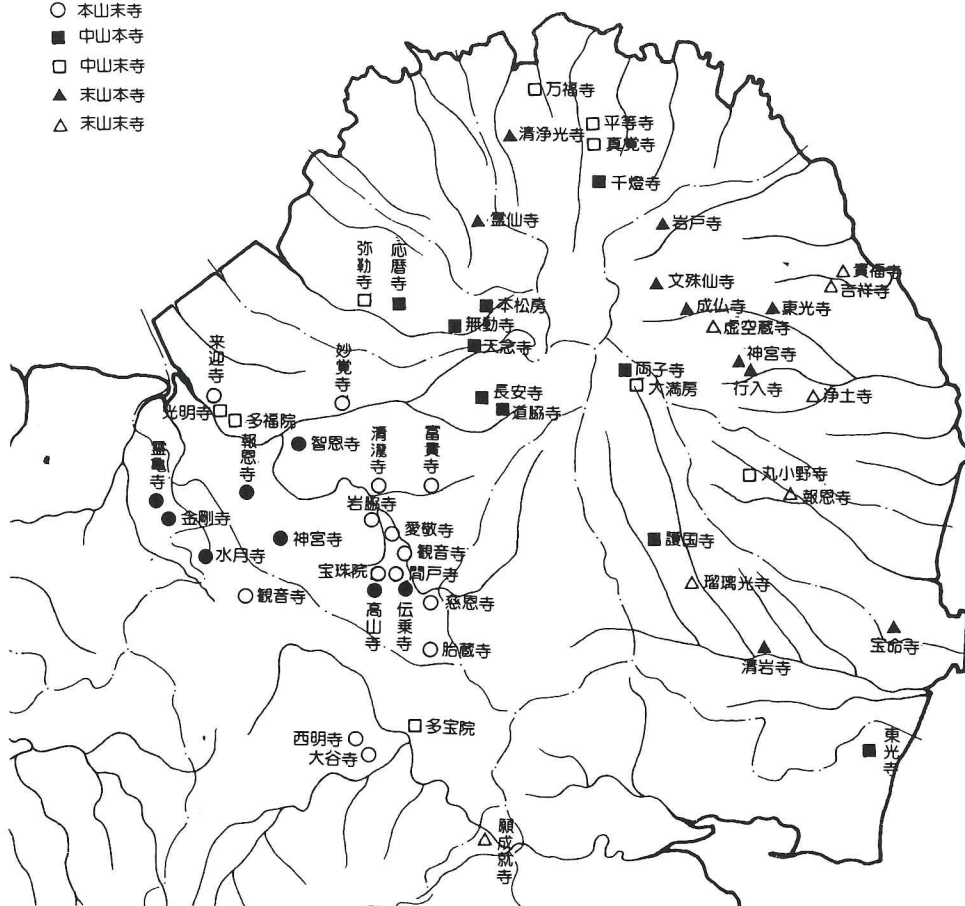 本山末寺
中山本寺
中山末寺
末山本寺
末山末寺
万福寺
平等寺
清浄光寺
真覚寺
千燈寺
霊仙寺
岩戸寺
弥勒寺
応暦寺
文殊仙寺
貴福寺
吉祥寺
本松房
成仏寺
東光寺
無動寺
虚空蔵寺
天念寺
神宮寺
来迎寺
妙覚寺
両子寺
行入寺
大満房
長安寺
浄土寺
道脇寺
光明寺
多福院
智恩寺
清滝寺
富貴寺
霊亀寺
報恩寺
丸小野寺
報恩寺
岩脇寺
金剛寺
愛敬寺
神宮寺
観音寺
護国寺
水月寺
宝珠院
間戸寺
瑠璃光寺
観音寺
高山寺
伝乗寺
慈恩寺
宝命寺
胎蔵寺
清岩寺
多宝院
西明寺
大谷寺
東光寺
願成就寺